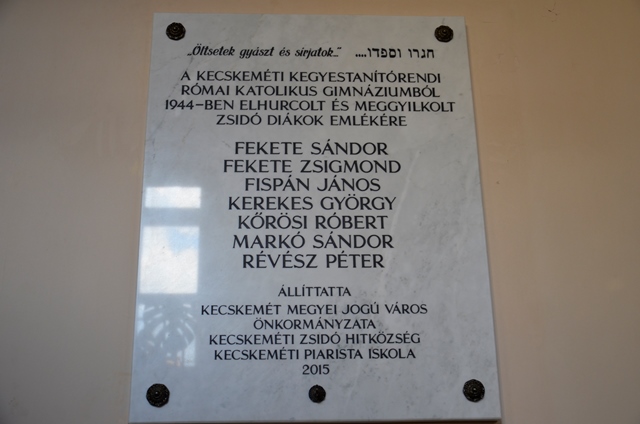 „Öltsetek gyászt és sírjatok..." ....חגרו וספדו
A KECSKEMÉTI KEGYESTANÍTÓRENDI
RÓMAI KATOLIKUS GIMNÁZIUMBÓL
1944-BEN ELHURCOLT ÉS MEGGYILKOLT
ZSIDÓ DIÁKOK EMLÉKÉRE
FEKETE SÁNDOR
FEKETE ZSIGMOND
FISPÁN JÁNOS
KEREKES GYÖRGY
KŐRÖSI RÓBERT
MARKÓ SÁNDOR
RÉVÉSZ PÉTER
ÁLLÍTTATTA
KECSKEMÉT MEGYEI JOGÚ VÁROS
ÖNKORMÁNYZATA
KECSKEMÉTI ZSIDÓ HITKÖZSÉG
KECSKEMÉTI PIARISTA ISKOLA
2015